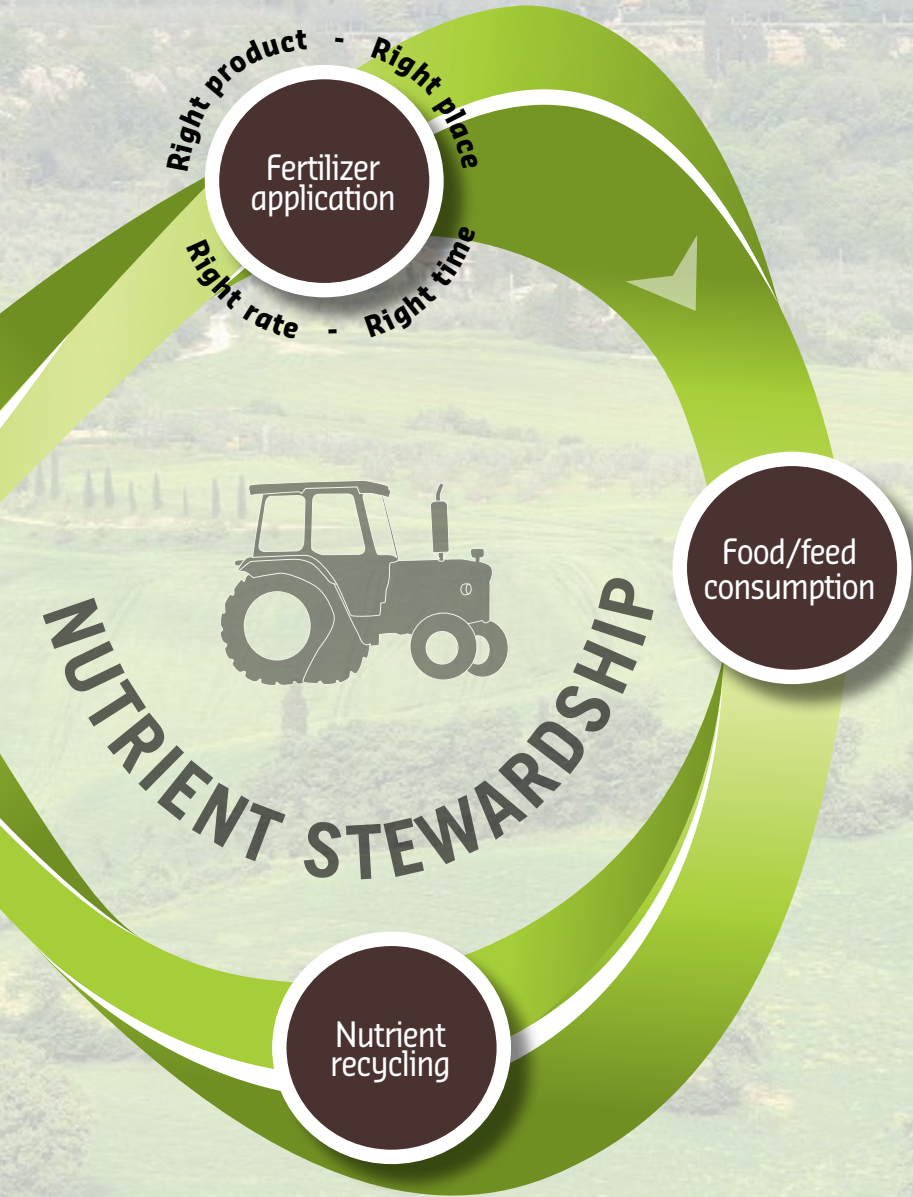 Right product - Right place
Fertilizer
application
Right rate - Right time
Food/feed
consumption
NUTRIENT STEWARDSHIP
Nutrient
recycling